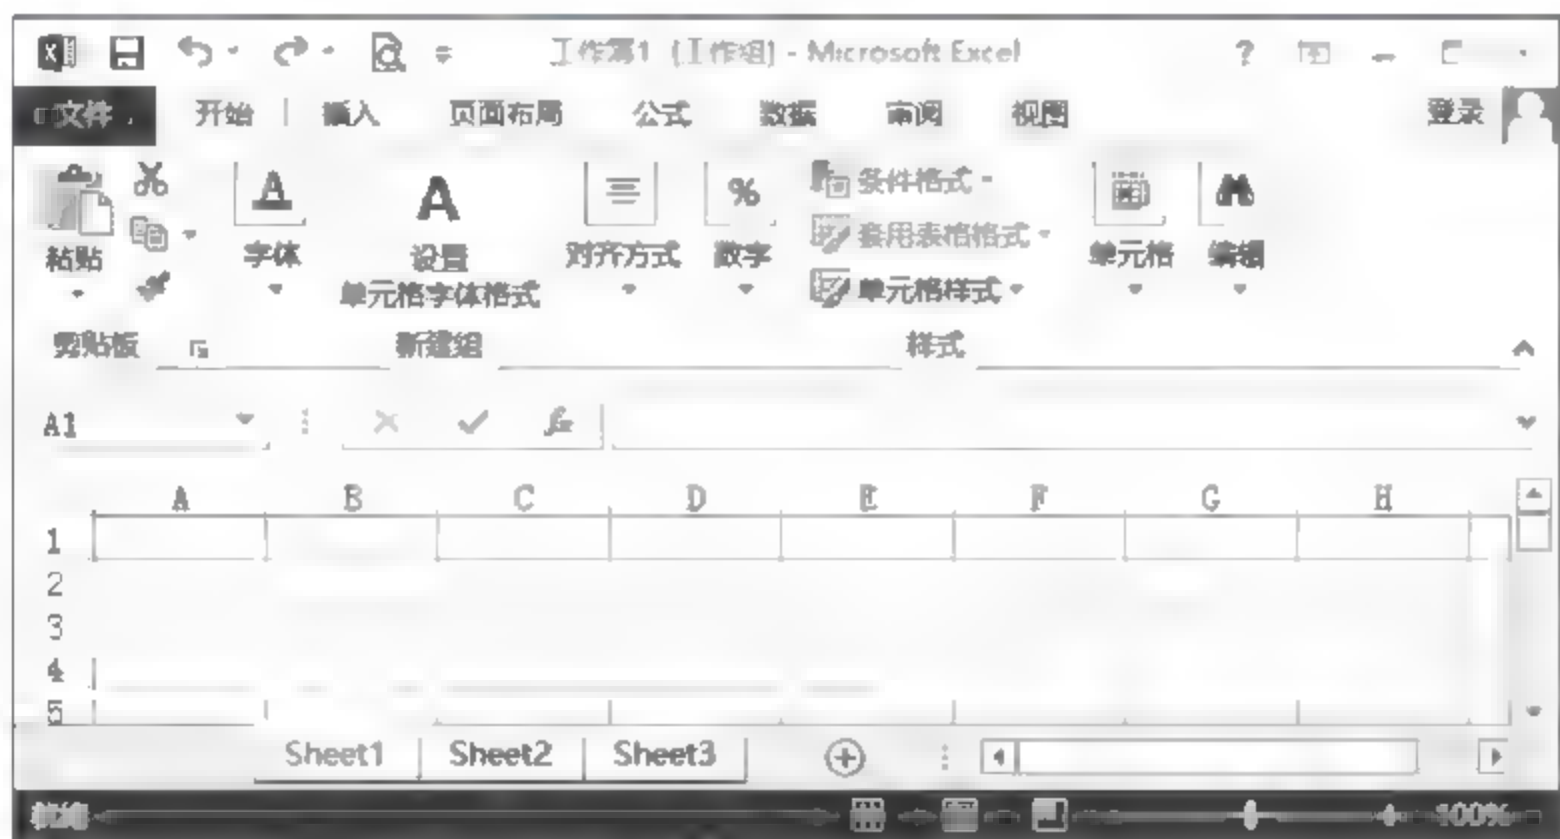 工作簿1 [工作组] - Microsoft Excel ?
文件 开始 插入 页面布局 公式 数据 审阅 视图 登录
粘贴 字体 设置 对齐方式 数字 条件格式 单元格 编辑
单元格字体格式 套用表格格式
单元格样式
剪贴板 新建组 样式
A1 fx
A B C D E F G H
1
2
3
4
5
Sheet1 Sheet2 Sheet3
就绪 100%